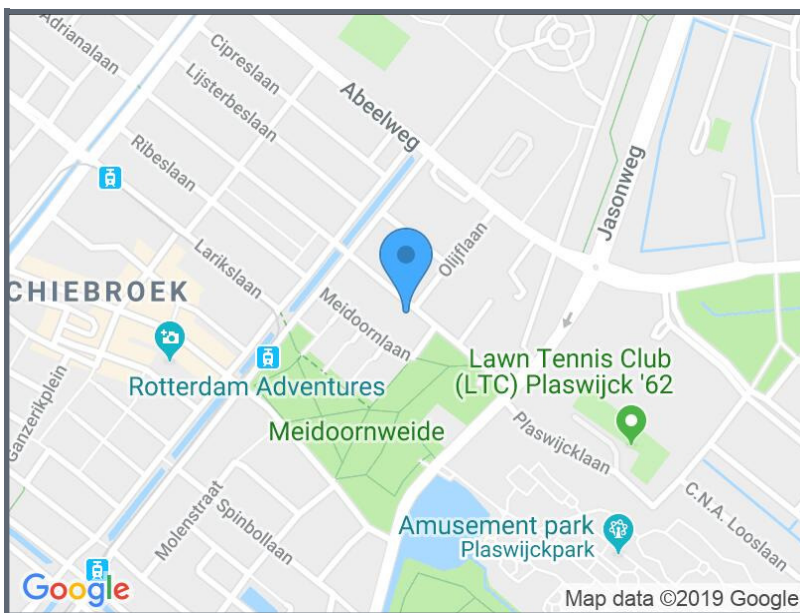 Adrianalaan
Cipreslaan
Lijsterbeslaan
Abeelweg
Ribeslaan
Jasonweg
Larikslaan
Olijflaan
CHIEBROEK
Meidoornlaan
Rotterdam Adventures
Lawn Tennis Club
(LTC) Plaswijck '62
Ganzerikplein
Meidoornweide
Plaswijcklaan
Molenstraat
Spinbollaan
C.N.A. Looslaan
Amusement park
Plaswijckpark
Google
Map data ©2019 Google